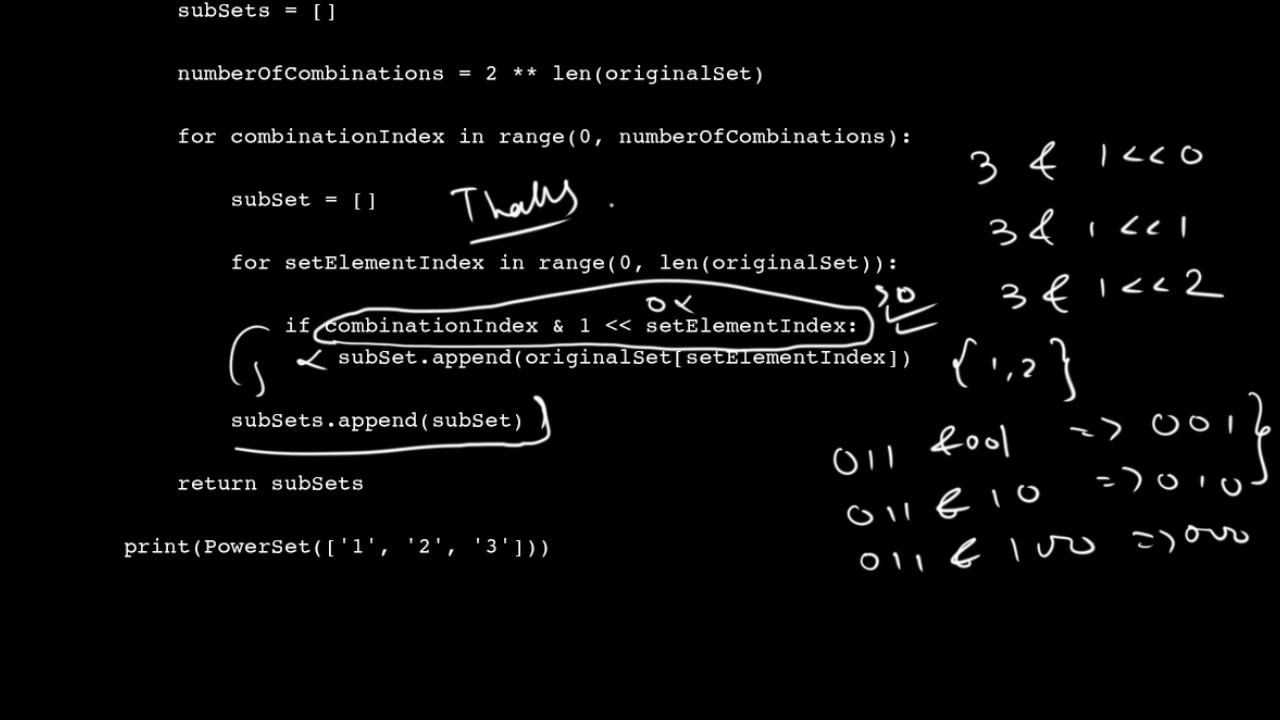 subSets = []
numberOfCombinations = 2 ** len(originalSet)
for combinationIndex in range(0, numberOfCombinations):
3 & 1<<0
subSet = []
3 & 1<<1
for setElementIndex in range(0, len(originalSet)):
3 & 1<<2
if combinationIndex & 1 << setElementIndex:
subSet.append(originalSet[setElementIndex])
{1,2}
subSets.append(subSet)
011 &001 => 001
return subSets
011 & 10 => 010
print(PowerSet(['1', '2', '3']))
011 & 100 => 000